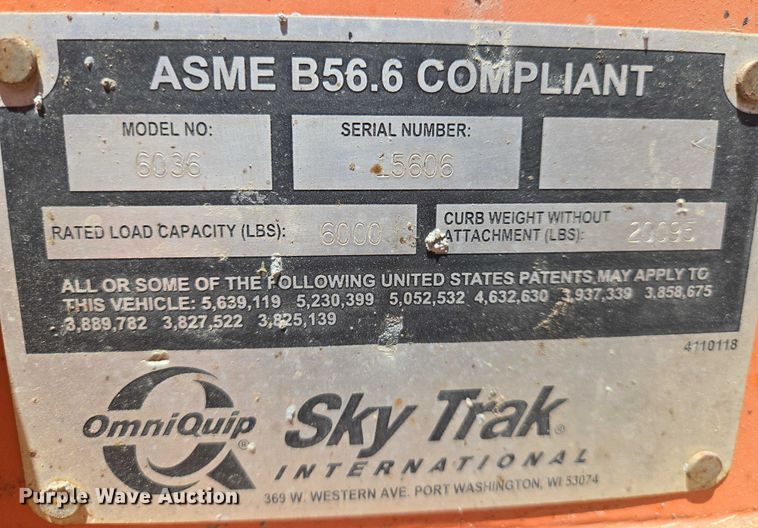 ASME B56.6 COMPLIANT
MODEL NO:
6036
SERIAL NUMBER:
15606
RATED LOAD CAPACITY (LBS):
6000
CURB WEIGHT WITHOUT
ATTACHMENT (LBS):
ALL OR SOME OF THE FOLLOWING UNITED STATES PATENTS MAY APPLY TO
THIS VEHICLE: 5,639,119 5,230,399 5,052,532 4,632,630 3,937,339 3,858,675
3,889,782 3,827,522 3,825,139
4110118
OmniQuip ®
Sky Trak ®
INTERNATIONAL
369 W. WESTERN AVE. PORT WASHINGTON, WI 53074
Purple Wave Auction